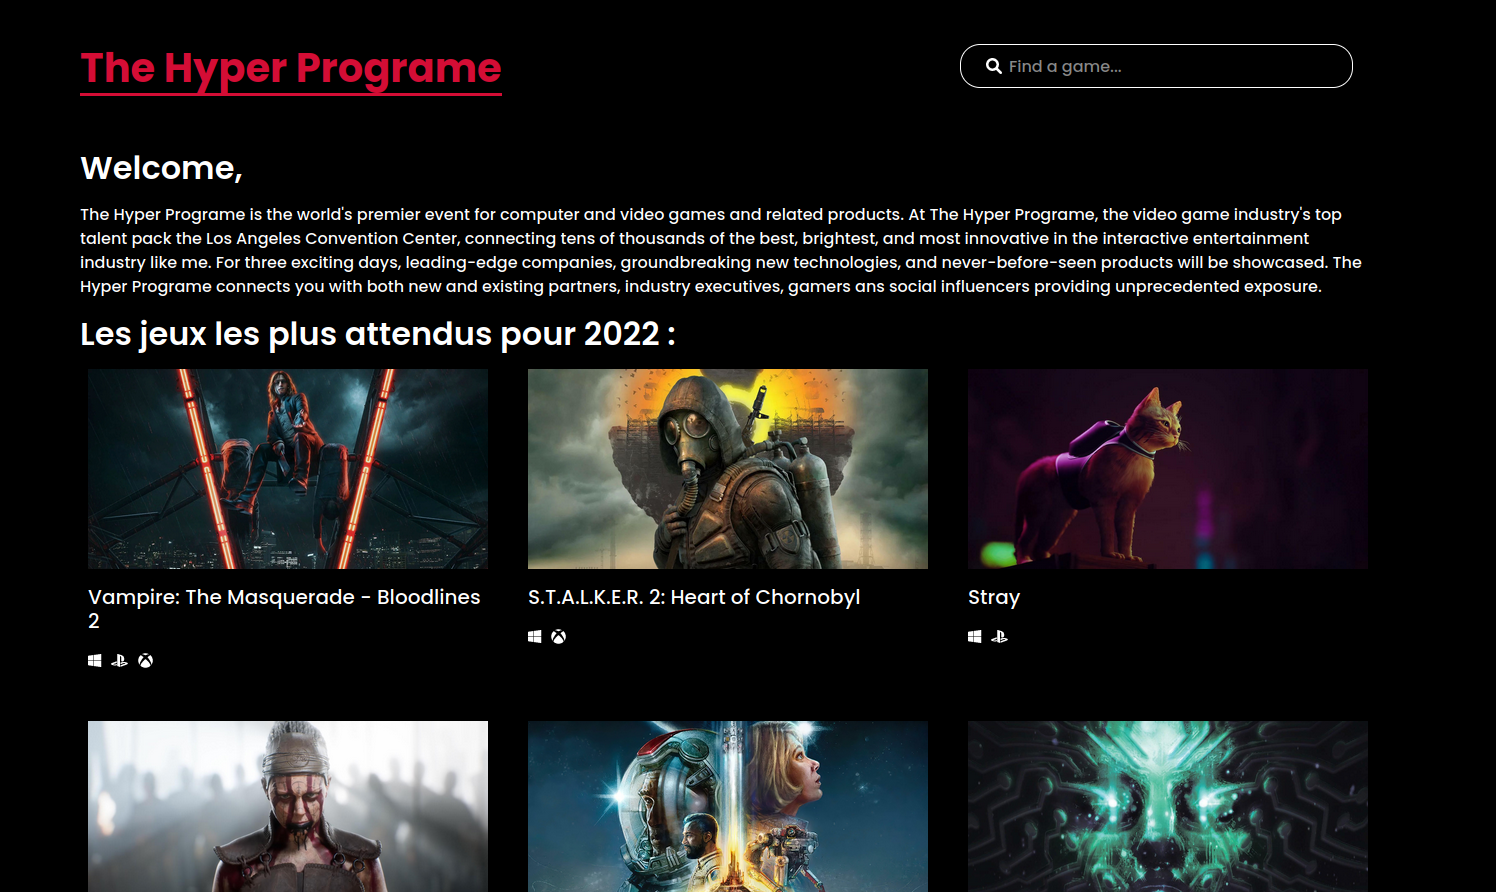 The Hyper Programe
Find a game...
Welcome,
The Hyper Programe is the world's premier event for computer and video games and related products. At The Hyper Programe, the video game industry's top
talent pack the Los Angeles Convention Center, connecting tens of thousands of the best, brightest, and most innovative in the interactive entertainment
industry like me. For three exciting days, leading-edge companies, groundbreaking new technologies, and never-before-seen products will be showcased. The
Hyper Programe connects you with both new and existing partners, industry executives, gamers ans social influencers providing unprecedented exposure.
Les jeux les plus attendus pour 2022 :
Vampire: The Masquerade - Bloodlines
2
S.T.A.L.K.E.R. 2: Heart of Chornobyl
Stray